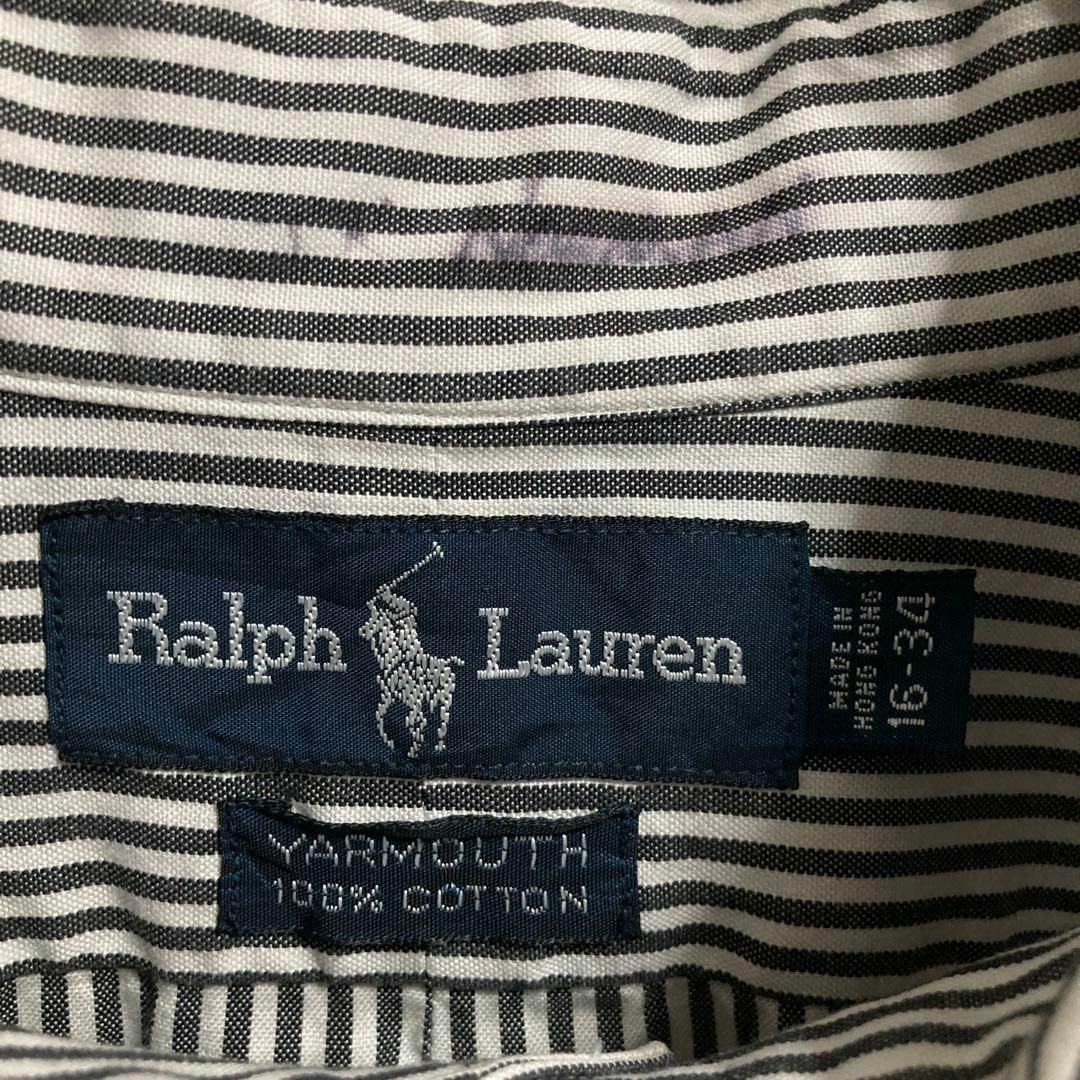 Ralph Lauren
MADE IN
HONG KONG
16-34
YARMOUTH
100% COTTON